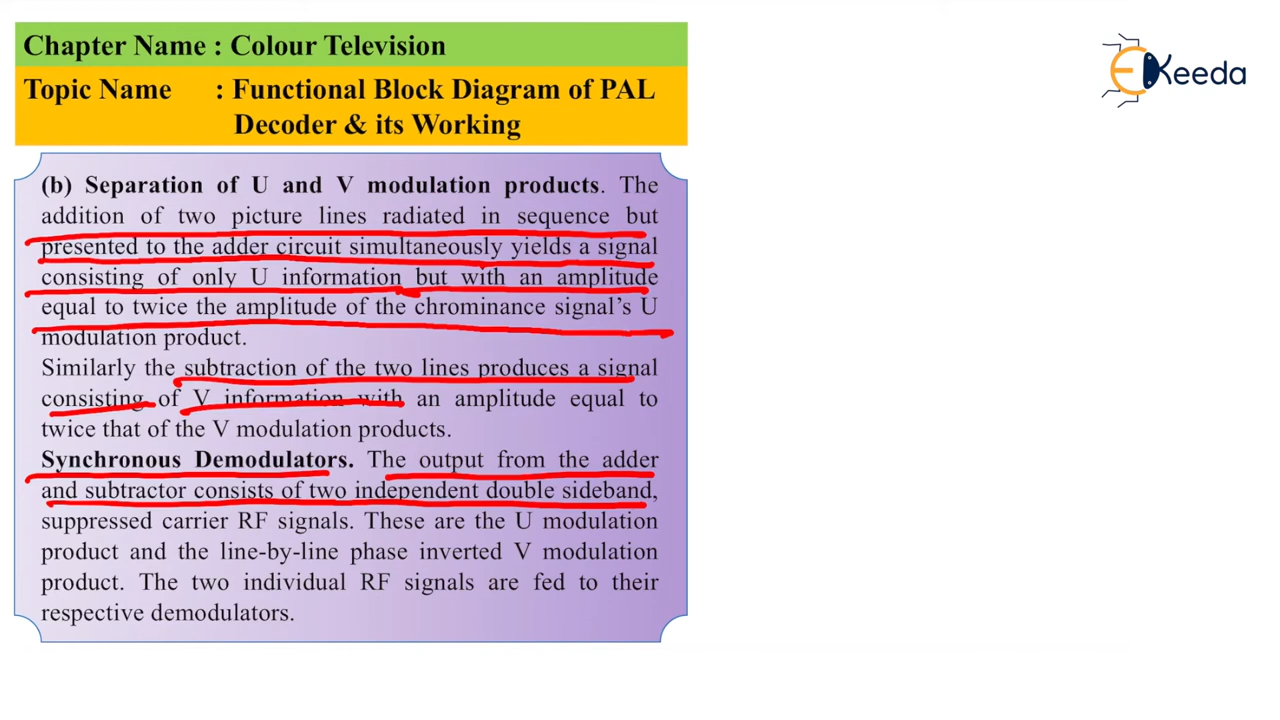 Chapter Name : Colour Television
Keeda
Topic Name : Functional Block Diagram of PAL
Decoder & its Working
(b) Separation of U and V modulation products. The
addition of two picture lines radiated in sequence but
presented to the adder circuit simultaneously yields a signal
consisting of only U information but with an amplitude
equal to twice the amplitude of the chrominance signal's U
modulation product.
Similarly the subtraction of the two lines produces a signal
consisting of V information with an amplitude equal to
twice that of the V modulation products.
Synchronous Demodulators. The output from the adder
and subtractor consists of two independent double sideband,
suppressed carrier RF signals. These are the U modulation
product and the line-by-line phase inverted V modulation
product. The two individual RF signals are fed to their
respective demodulators.